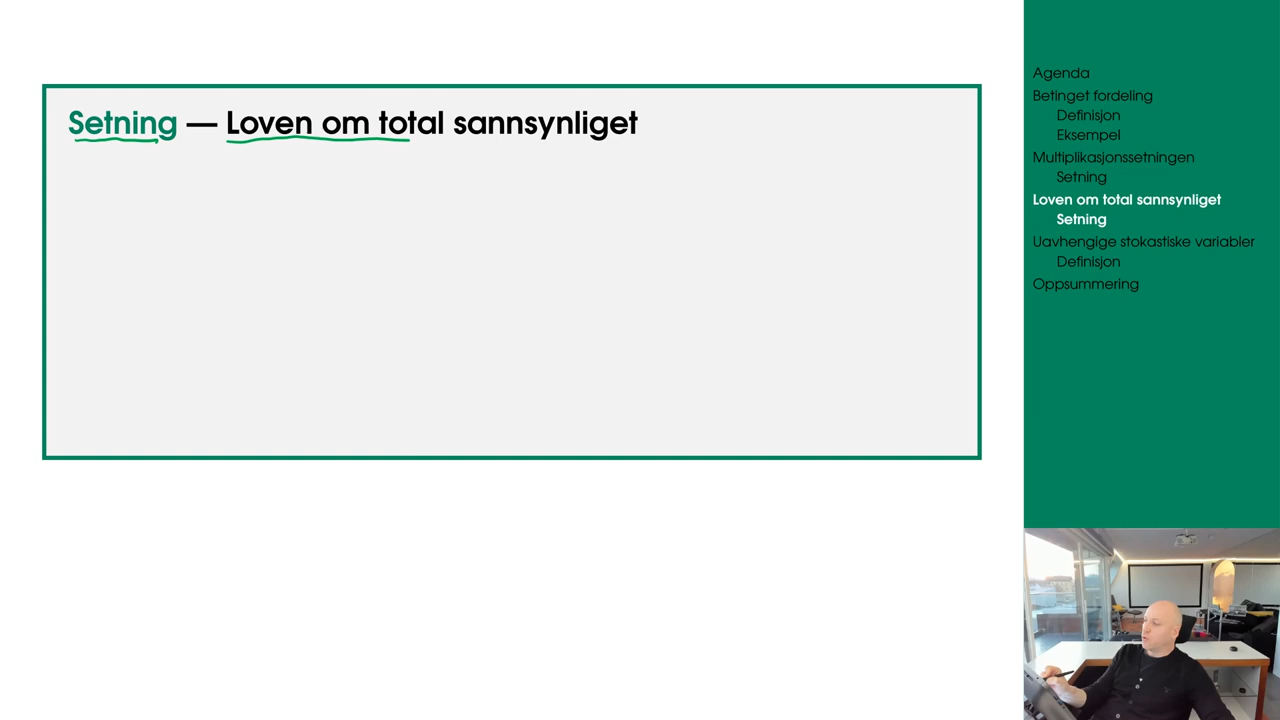 Setning — Loven om total sannsynliget
Agenda
Betinget fordeling
Definisjon
Eksempel
Multiplikasjonssetningen
Setning
Loven om total sannsynliget
Setning
Uavhengige stokastiske variabler
Definisjon
Oppsummering